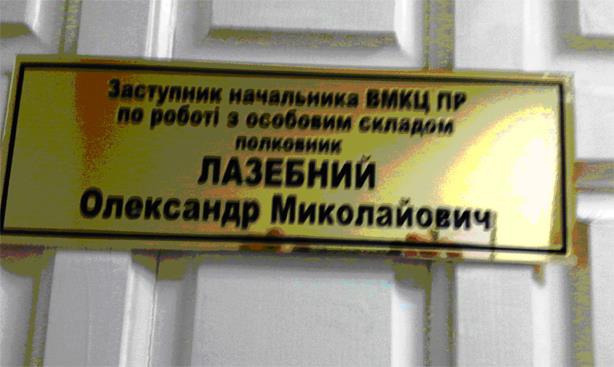 Заступник начальника ВМКЦ ПР
по роботі з особовим складом
полковник
ЛАЗЕБНИЙ
Олександр Миколайович